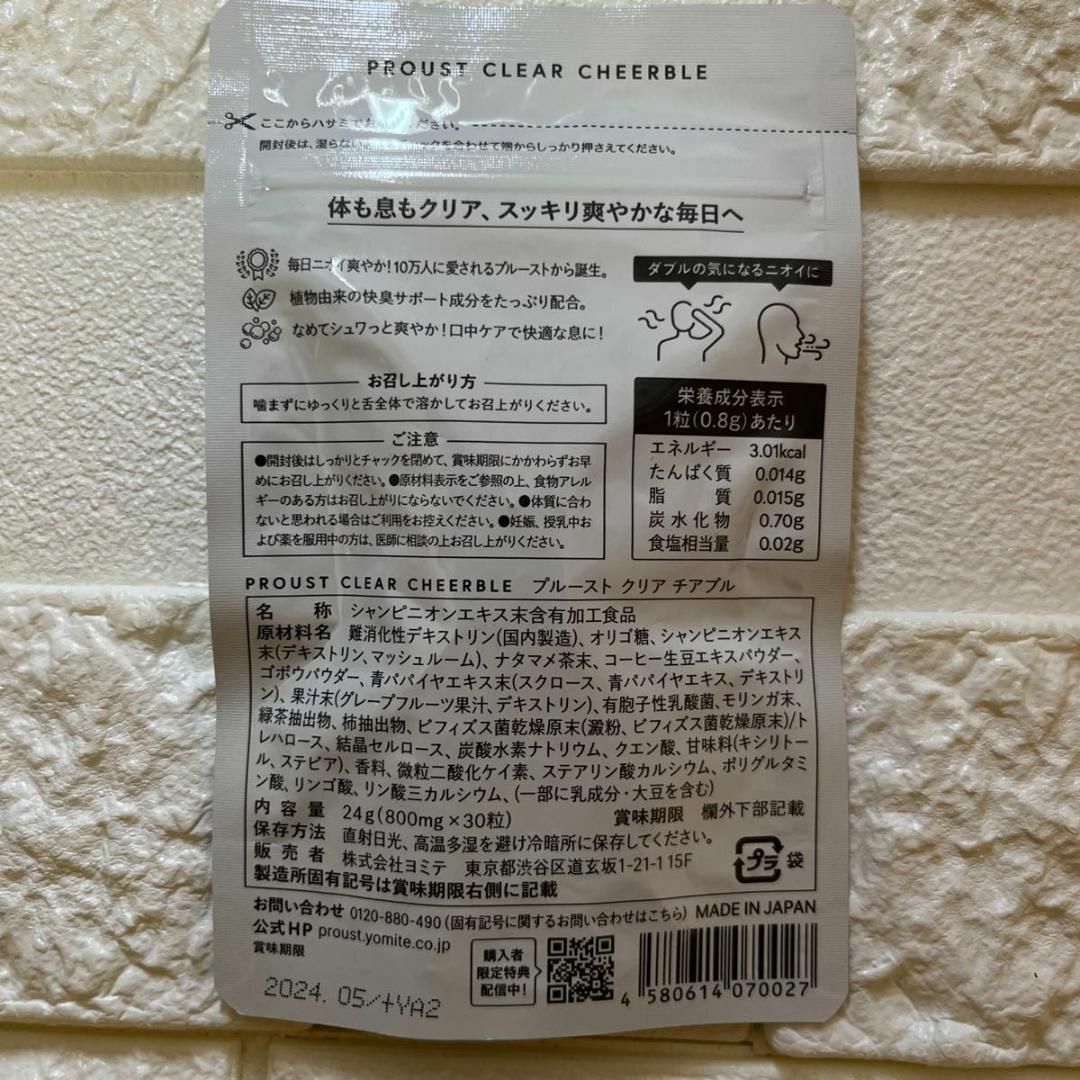 PROUST CLEAR CHEERBLE
ここからハサミでお ください。
開封後は、湿らない ックを合わせて端からしっかり押さえてください。
体も息もクリア、スッキリ爽やかな毎日へ
毎日ニオイ爽やか!10万人に愛されるプルーストから誕生。
植物由来の快臭サポート成分をたっぷり配合。
なめてシュワっと爽やか!口中ケアで快適な息に!
ダブルの気になるニオイに
お召し上がり方
噛まずにゆっくりと舌全体で溶かしてお召上がりください。
ご注意
●開封後はしっかりとチャックを閉めて、賞味期限にかかわらずお早
めにお召し上がりください。●原材料表示をご参照の上、食物アレル
ギーのある方はお召し上がりにならないでください。●体質に合わ
ないと思われる場合はご利用をお控えください。●妊娠、授乳中お
よび薬を服用中の方は、医師に相談の上お召し上がりください。
栄養成分表示
1粒(0.8g)あたり
エネルギー 3.01kcal
たんぱく質 0.014g
脂質 0.015g
炭水化物 0.70g
食塩相当量 0.02g
PROUST CLEAR CHEERBLE プルースト クリア チアブル
名称 シャンピニオンエキス末含有加工食品
原材料名 難消化性デキストリン(国内製造)、オリゴ糖、シャンピニオンエキス
末(デキストリン、マッシュルーム)、ナタマメ茶末、コーヒー生豆エキスパウダー、
ゴボウパウダー、青パパイヤエキス末(スクロース、青パパイヤエキス、デキストリ
ン)、果汁末(グレープフルーツ果汁、デキストリン)、有胞子性乳酸菌、モリンガ末、
緑茶抽出物、柿抽出物、ビフィズス菌乾燥原末(澱粉、ビフィズス菌乾燥原末)/ト
レハロース、結晶セルロース、炭酸水素ナトリウム、クエン酸、甘味料(キシリトー
ル、ステビア)、香料、微粒二酸化ケイ素、ステアリン酸カルシウム、ポリグルタミ
ン酸、リンゴ酸、リン酸三カルシウム、(一部に乳成分・大豆を含む)
内容量 24g(800mg×30粒) 賞味期限 欄外下部記載
保存方法 直射日光、高温多湿を避け冷暗所に保存してください。
販売者 株式会社ヨミテ 東京都渋谷区道玄坂1-21-1 15F
製造所固有記号は賞味期限右側に記載
プラ 袋
お問い合わせ 0120-880-490(固有記号に関するお問い合わせはこちら) MADE IN JAPAN
公式HP proust.yomite.co.jp
賞味期限
2024. 05/+YA2
購入者
限定特典
配信中!
4 580614 070027